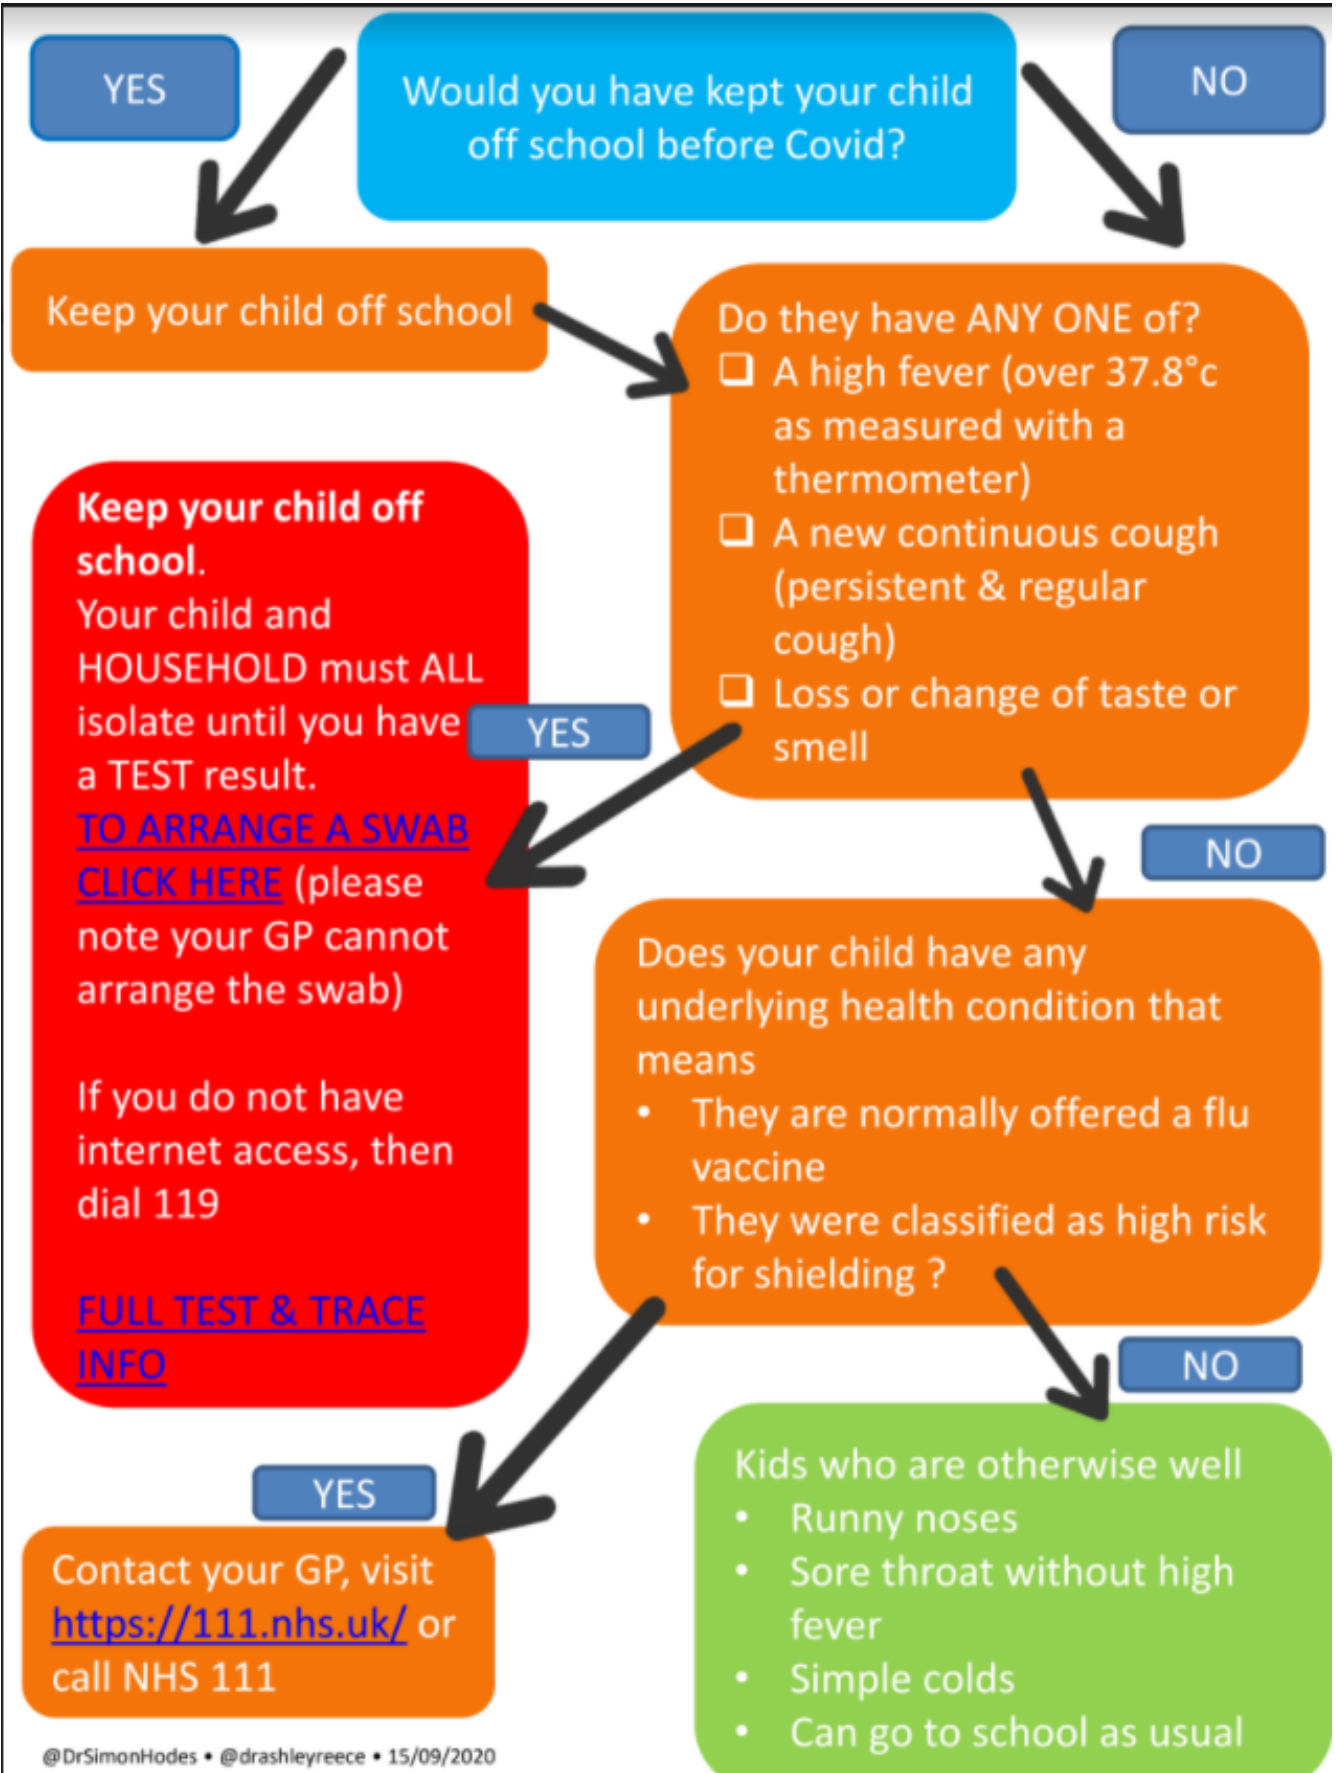 YES
Would you have kept your child
off school before Covid?
NO
Keep your child off school
Do they have ANY ONE of?
❑ A high fever (over 37.8°c
as measured with a
thermometer)
❑ A new continuous cough
(persistent & regular
cough)
❑ Loss or change of taste or
smell
Keep your child off
school.
Your child and
HOUSEHOLD must ALL
isolate until you have
a TEST result.
TO ARRANGE A SWAB
CLICK HERE (please
note your GP cannot
arrange the swab)
If you do not have
internet access, then
dial 119
FULL TEST & TRACE
INFO
YES
NO
Does your child have any
underlying health condition that
means
• They are normally offered a flu
vaccine
• They were classified as high risk
for shielding ?
YES
NO
Contact your GP, visit
https://111.nhs.uk/ or
call NHS 111
Kids who are otherwise well
• Runny noses
• Sore throat without high
fever
• Simple colds
• Can go to school as usual
@DrSimonHodes • @drashleyreece • 15/09/2020